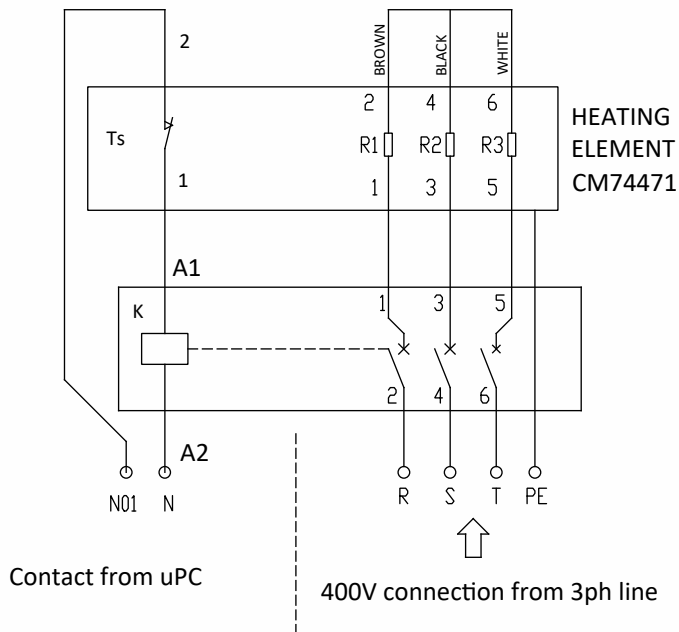 2
BROWN
BLACK
WHITE
2
4
6
Ts
R1
R2
R3
HEATING
ELEMENT
CM74471
1
1
3
5
A1
K
1
3
5
2
4
6
A2
N01
N
R
S
T
PE
Contact from uPC
400V connection from 3ph line